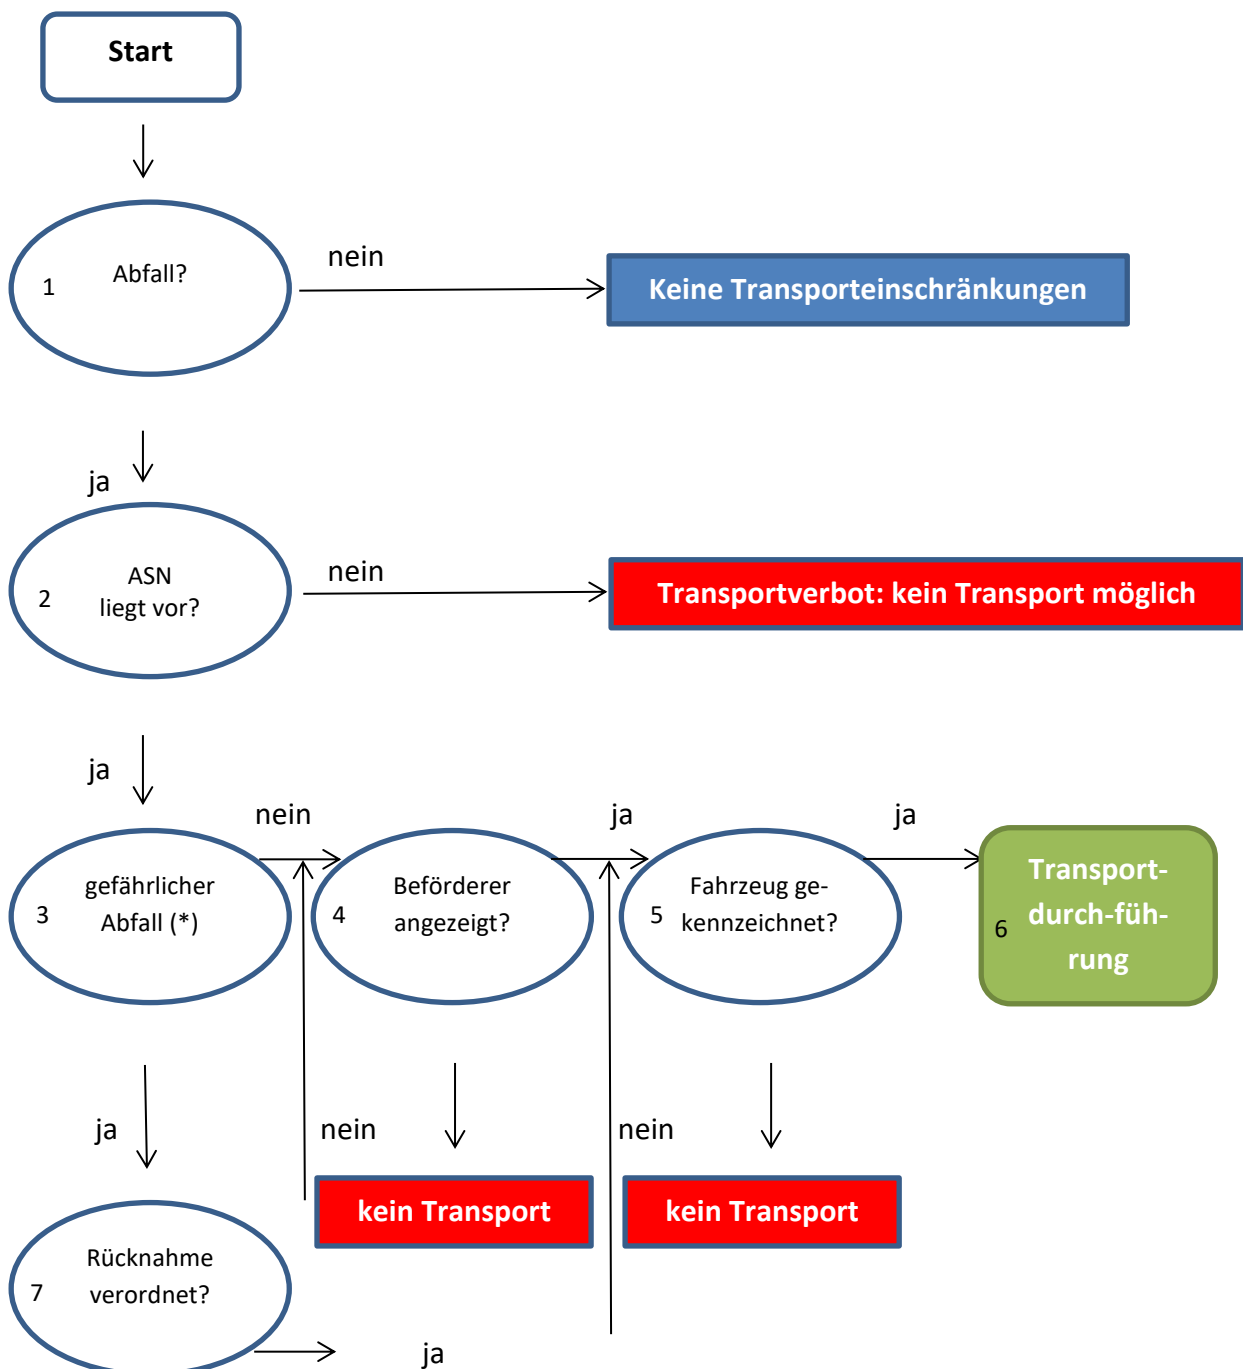 Start
nein
1
Abfall?
Keine Transporteinschränkungen
ja
nein
2
ASN
liegt vor?
Transportverbot: kein Transport möglich
ja
nein
ja
ja
3
gefährlicher
Abfall (*)
4
Beförderer
angezeigt?
5
Fahrzeug ge-
kennzeichnet?
6
Transport-
durch-füh-
rung
ja
nein
nein
kein Transport
kein Transport
7
Rücknahme
verordnet?
ja